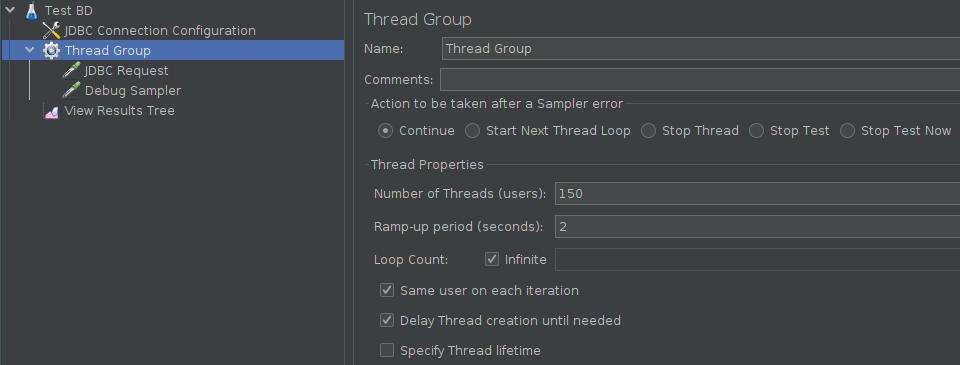 Test BD
JDBC Connection Configuration
Thread Group
JDBC Request
Debug Sampler
View Results Tree
Thread Group
Name: Thread Group
Comments:
Action to be taken after a Sampler error
Continue Start Next Thread Loop Stop Thread Stop Test Stop Test Now
Thread Properties
Number of Threads (users): 150
Ramp-up period (seconds): 2
Loop Count: Infinite
Same user on each iteration
Delay Thread creation until needed
Specify Thread lifetime